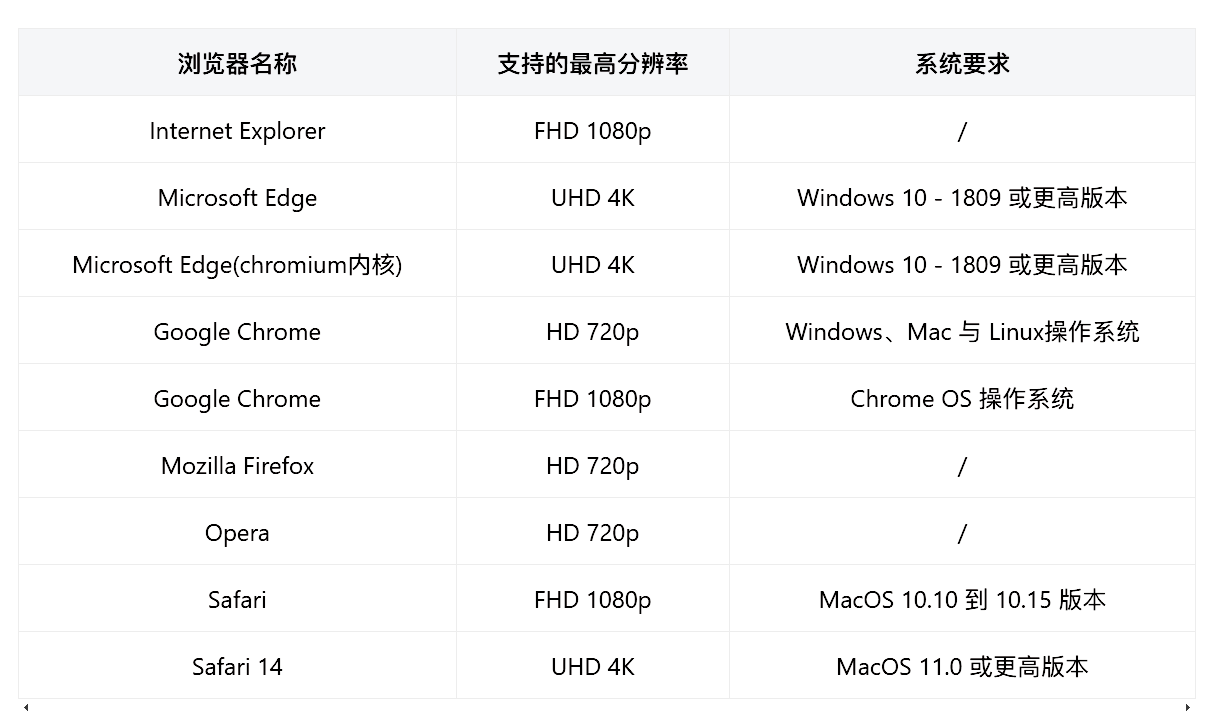 浏览器名称 支持的最高分辨率 系统要求
Internet Explorer FHD 1080p /
Microsoft Edge UHD 4K Windows 10 - 1809 或更高版本
Microsoft Edge(chromium内核) UHD 4K Windows 10 - 1809 或更高版本
Google Chrome HD 720p Windows、Mac 与 Linux操作系统
Google Chrome FHD 1080p Chrome OS 操作系统
Mozilla Firefox HD 720p /
Opera HD 720p /
Safari FHD 1080p MacOS 10.10 到 10.15 版本
Safari 14 UHD 4K MacOS 11.0 或更高版本